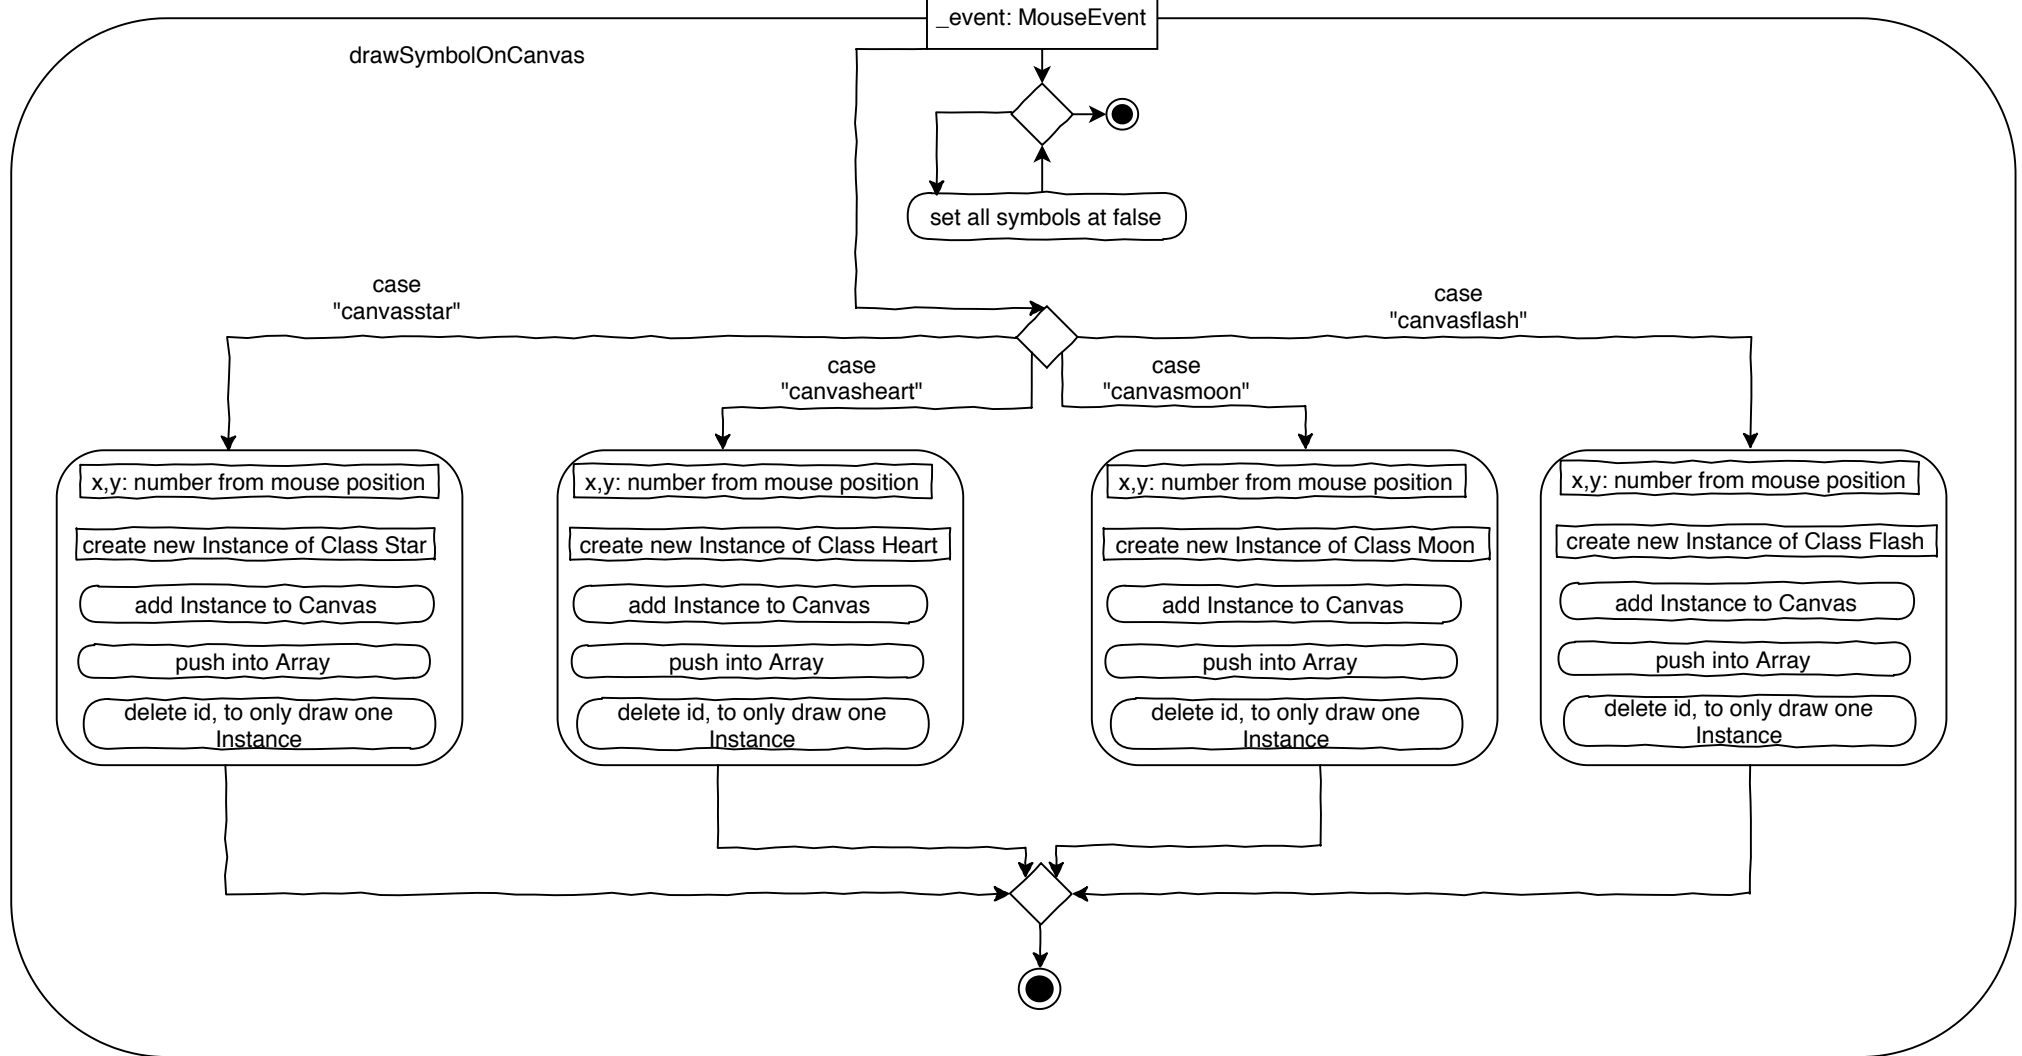 _event: MouseEvent
drawSymbolOnCanvas
set all symbols at false
case
"canvasstar"
case
"canvasflash"
case
"canvasheart"
case
"canvasmoon"
x,y: number from mouse position
create new Instance of Class Star
add Instance to Canvas
push into Array
delete id, to only draw one
Instance
x,y: number from mouse position
create new Instance of Class Heart
add Instance to Canvas
push into Array
delete id, to only draw one
Instance
x,y: number from mouse position
create new Instance of Class Moon
add Instance to Canvas
push into Array
delete id, to only draw one
Instance
x,y: number from mouse position
create new Instance of Class Flash
add Instance to Canvas
push into Array
delete id, to only draw one
Instance